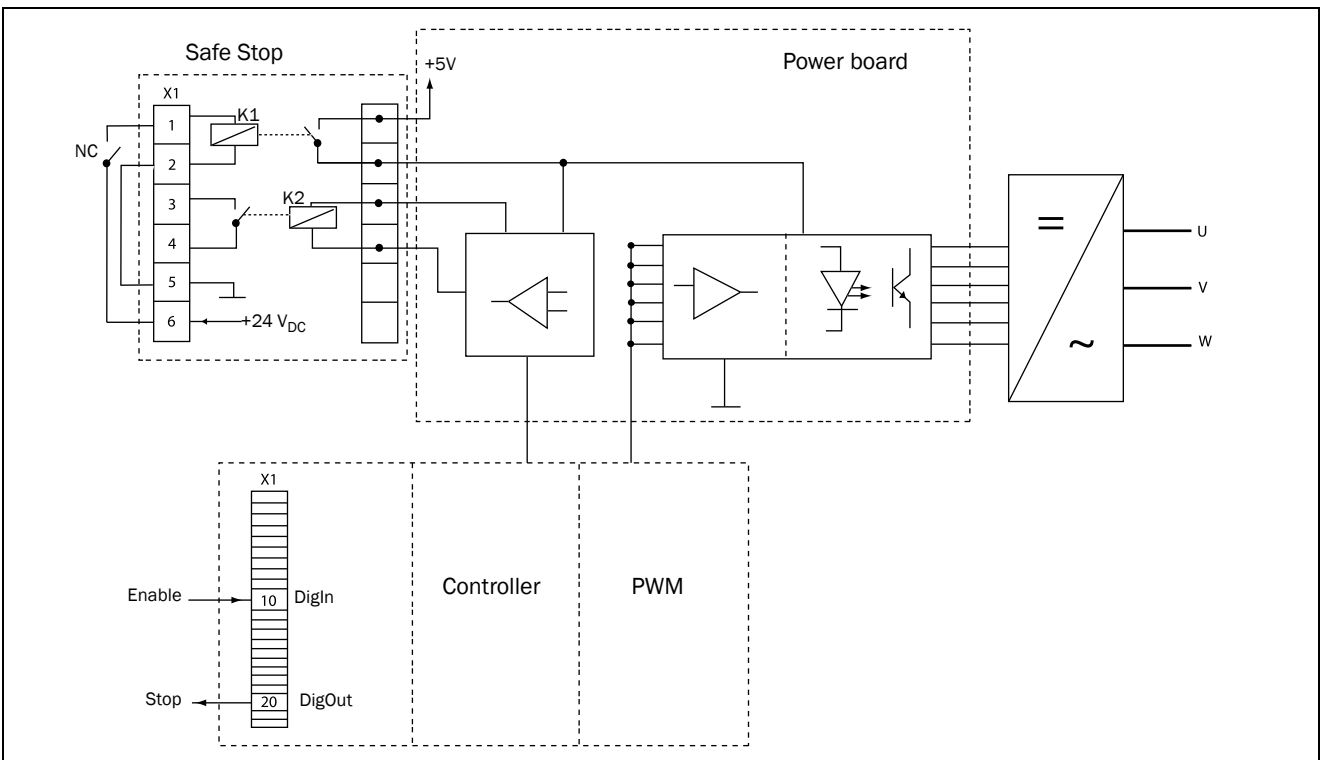 Safe Stop
Power board
+5V
X1
K1
1
NC
2
K2
3
4
5
6
+24 VDC
=
~
U
V
W
X1
Enable
10
DigIn
Controller
PWM
Stop
20
DigOut